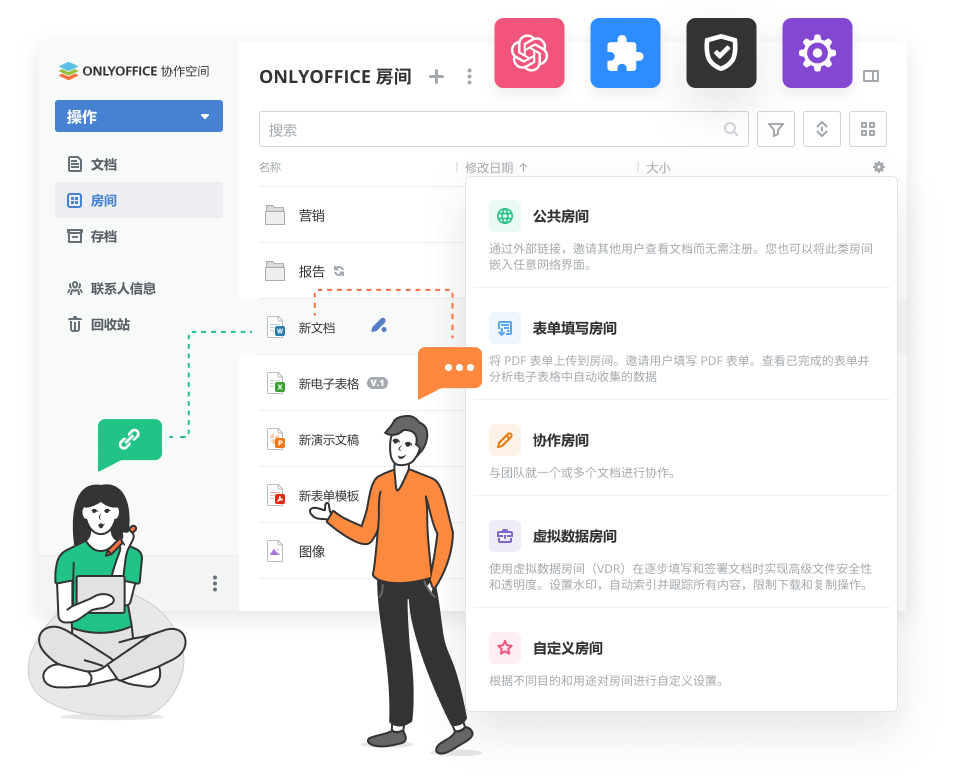 ONLYOFFICE 协作空间
操作
文档
房间
存档
联系人信息
回收站
ONLYOFFICE 房间
搜索
名称
修改日期
大小
营销
报告
新文档
W
新电子表格 V.1
X
新演示文稿
P
新表单模板
图像
公共房间
通过外部链接，邀请其他用户查看文档而无需注册。您也可以将此类房间
嵌入任意网络界面。
表单填写房间
将 PDF 表单上传到房间。邀请用户填写 PDF 表单。查看已完成的表单并
分析电子表格中自动收集的数据
协作房间
与团队就一个或多个文档进行协作。
虚拟数据房间
使用虚拟数据房间（VDR）在逐步填写和签署文档时实现高级文件安全性
和透明度。设置水印，自动索引并跟踪所有内容，限制下载和复制操作。
自定义房间
根据不同目的和用途对房间进行自定义设置。